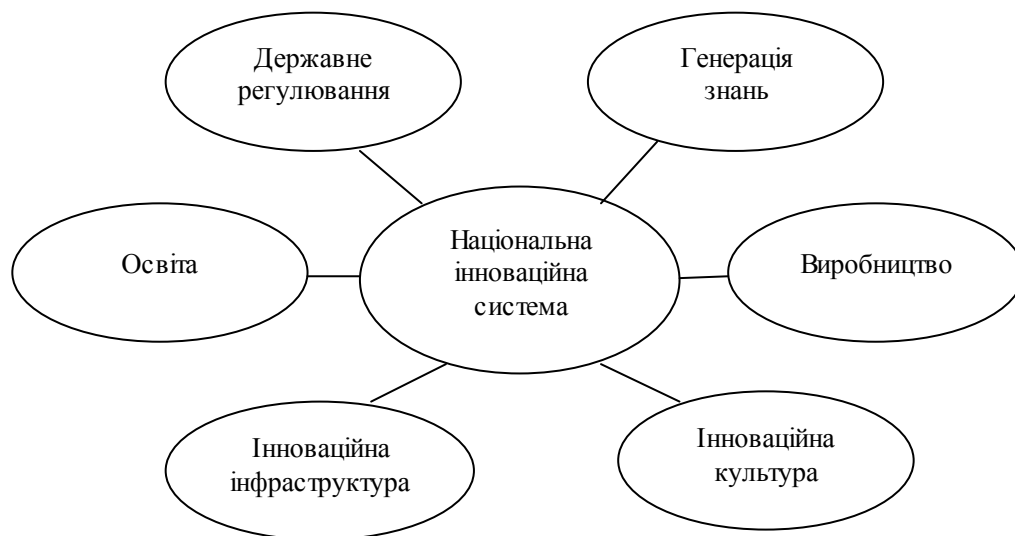 Державне
регулювання
Генерація
знань
Національна
інноваційна
система
Освіта
Виробництво
Інноваційна
інфраструктура
Інноваційна
культура